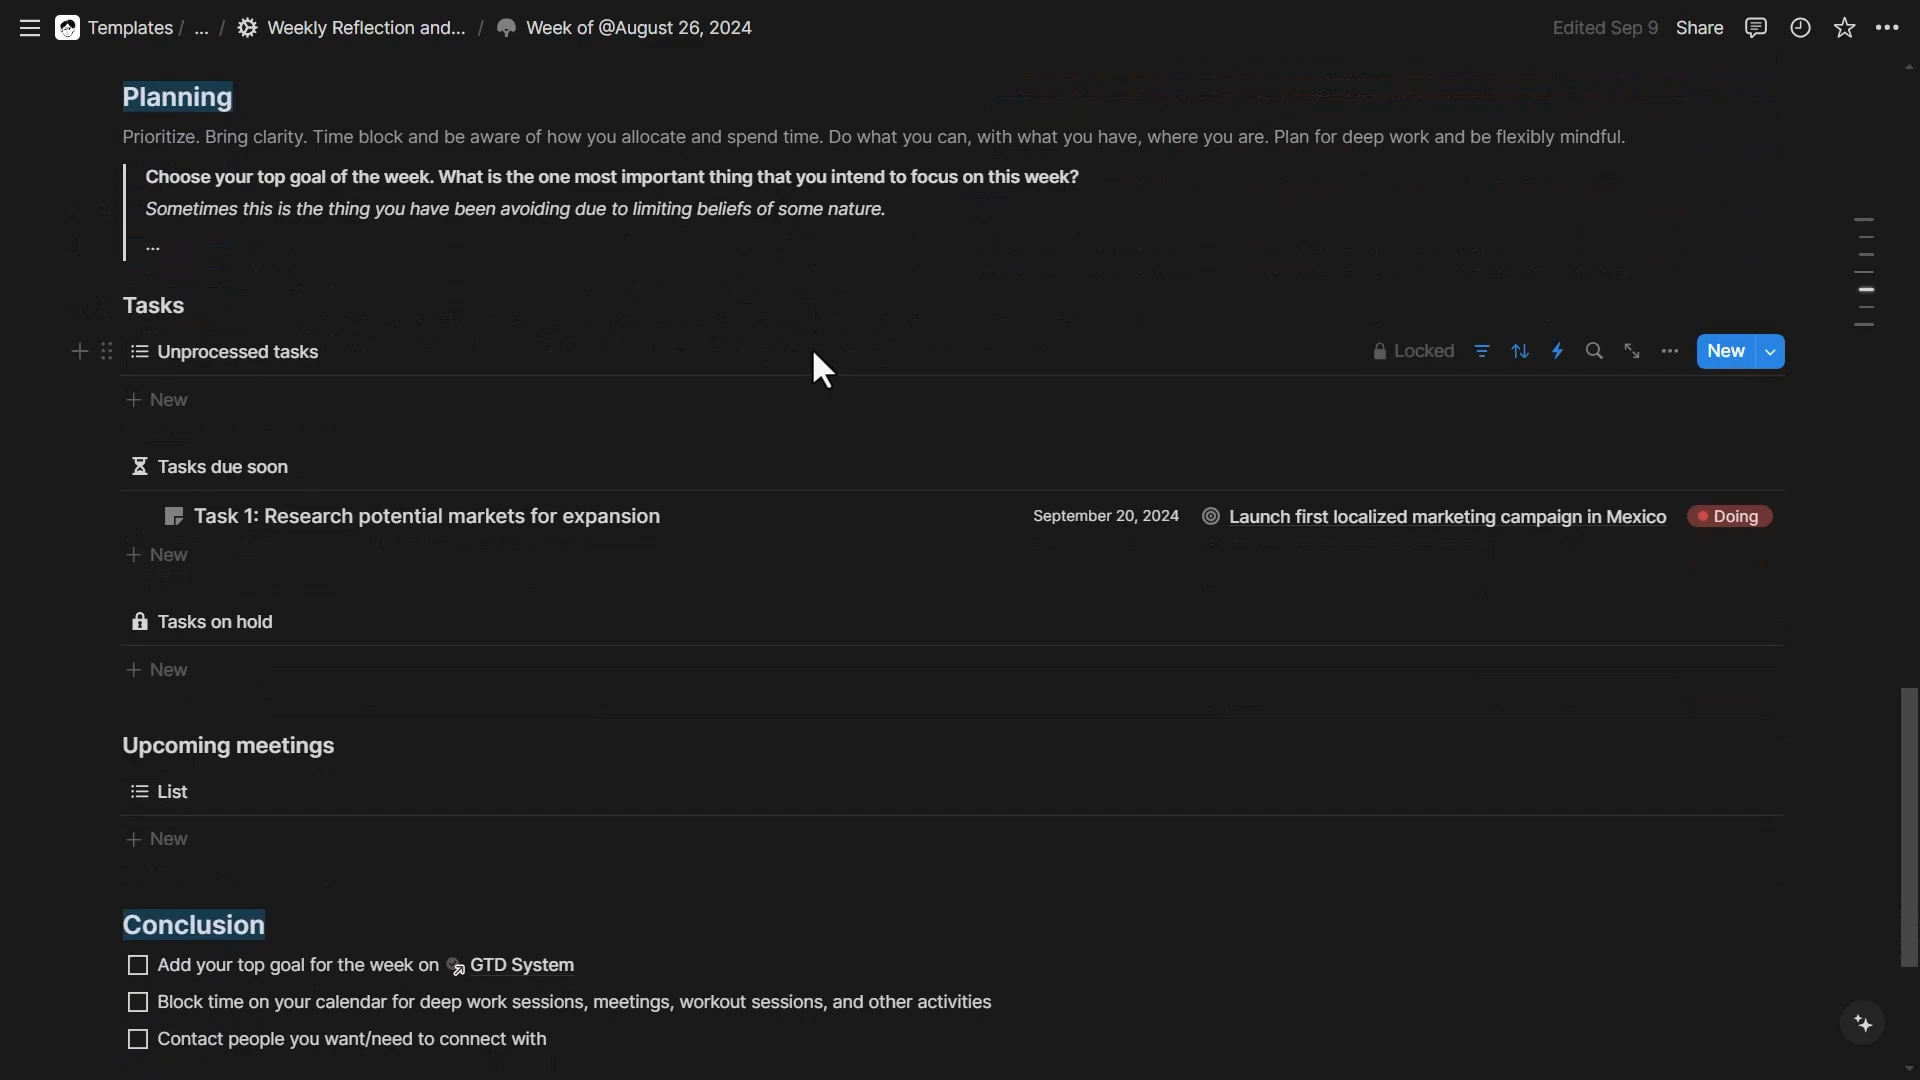 Templates / ... / Weekly Reflection and... / Week of @August 26, 2024 Edited Sep 9 Share
Planning
Prioritize. Bring clarity. Time block and be aware of how you allocate and spend time. Do what you can, with what you have, where you are. Plan for deep work and be flexibly mindful.
Choose your top goal of the week. What is the one most important thing that you intend to focus on this week?
Sometimes this is the thing you have been avoiding due to limiting beliefs of some nature.
...
Tasks
Unprocessed tasks Locked New
+ New
Tasks due soon
Task 1: Research potential markets for expansion September 20, 2024 Launch first localized marketing campaign in Mexico Doing
+ New
Tasks on hold
+ New
Upcoming meetings
List
+ New
Conclusion
Add your top goal for the week on GTD System
Block time on your calendar for deep work sessions, meetings, workout sessions, and other activities
Contact people you want/need to connect with